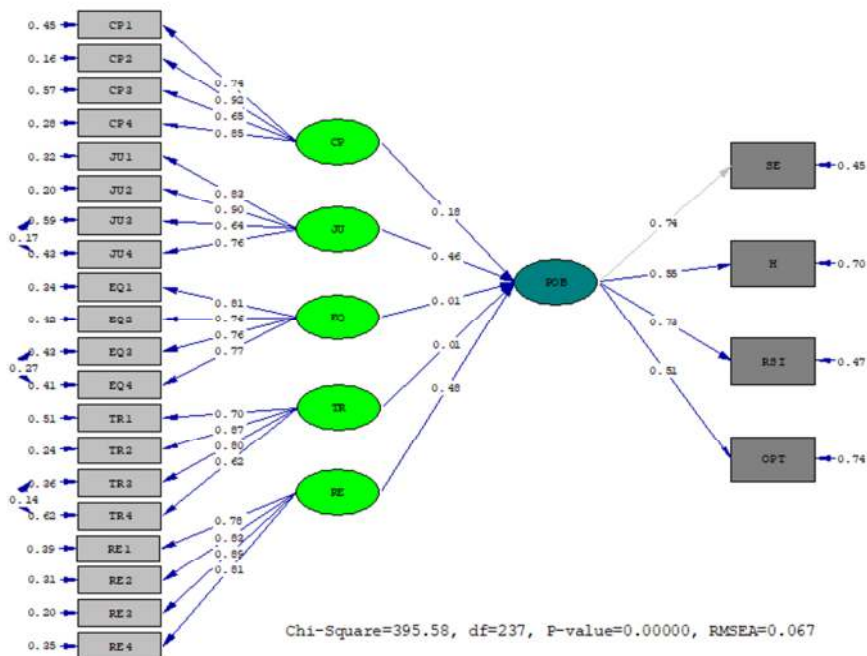 0.45 CP1
0.16 CP2
0.57 CP3
0.28 CP4
0.32 JU1
0.20 JU2
0.59 JU3
0.17
0.43 JU4
0.34 EQ1
0.42 EQ2
0.43 EQ3
0.27
0.41 EQ4
0.51 TR1
0.24 TR2
0.36 TR3
0.14
0.62 TR4
0.39 RE1
0.31 RE2
0.20 RE3
0.35 RE4
0.74
0.92
0.65
0.85
0.83
0.90
0.64
0.76
0.81
0.76
0.76
0.77
0.70
0.87
0.80
0.62
0.78
0.83
0.89
0.81
CP
JU
EQ
TR
RE
0.18
0.46
0.01
0.01
0.48
POB
0.74
0.55
0.73
0.51
SE 0.45
H 0.70
RSI 0.47
OPT 0.74
Chi-Square=395.58, df=237, P-value=0.00000, RMSEA=0.067